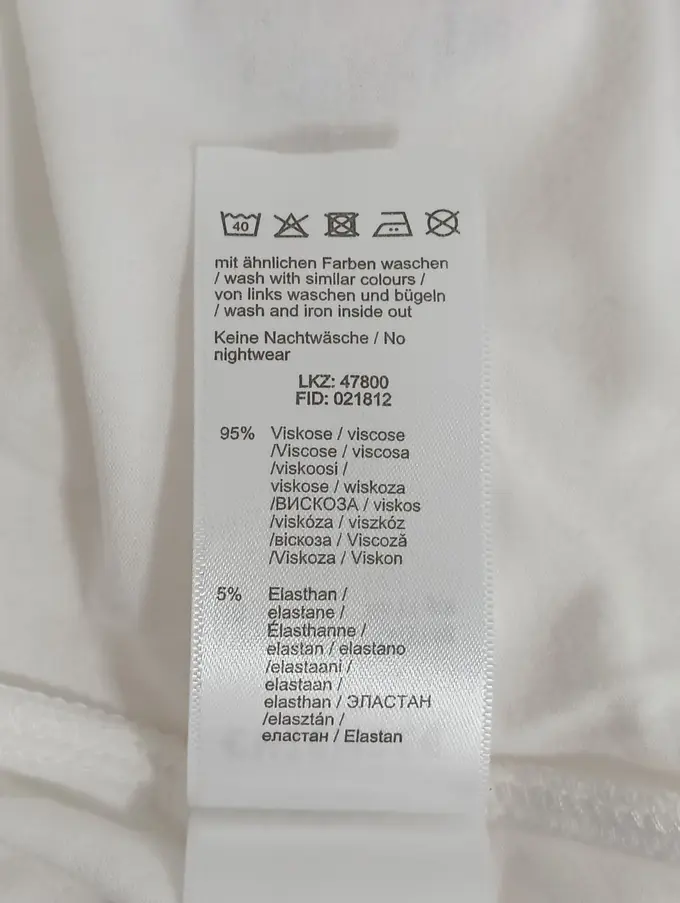 40
mit ähnlichen Farben waschen
/ wash with similar colours /
von links waschen und bügeln
/ wash and iron inside out
Keine Nachtwäsche / No
nightwear
LKZ: 47800
FID: 021812
95% Viskose / viscose
/Viscose / viscosa
/viskoosi /
viskose / wiskoza
/ВИСКОЗА / viskos
/viskóza / viszkóz
/віскоза / Viscoză
/Viskoza / Viskon
5% Elasthan /
elastane /
Élasthanne /
elastan / elastano
/elastaani /
elastaan /
elasthan / ЭЛАСТАН
/elasztán /
еластан / Elastan